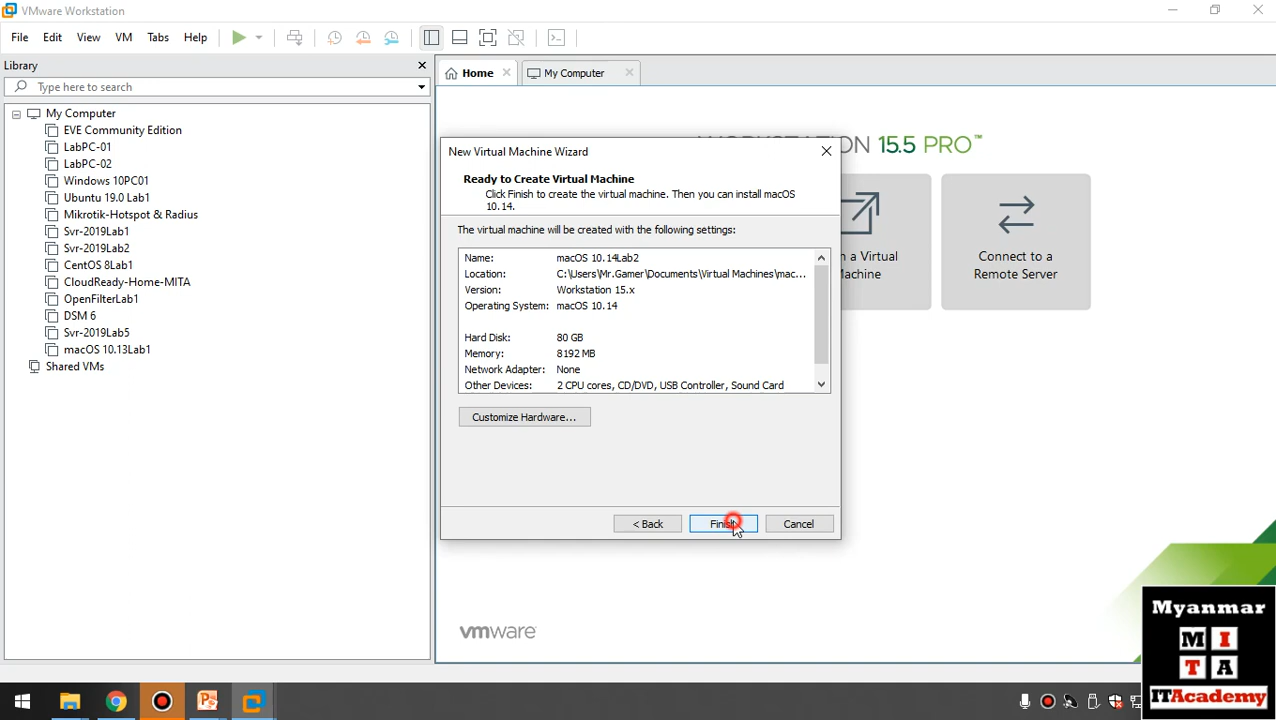 VMware Workstation
File Edit View VM Tabs Help
Library
Type here to search
My Computer
EVE Community Edition
LabPC-01
LabPC-02
Windows 10PC01
Ubuntu 19.0 Lab1
Mikrotik-Hotspot & Radius
Svr-2019Lab1
Svr-2019Lab2
CentOS 8Lab1
CloudReady-Home-MITA
OpenFilterLab1
DSM 6
Svr-2019Lab5
macOS 10.13Lab1
Shared VMs
Home
My Computer
15.5 PRO™
New Virtual Machine Wizard
Ready to Create Virtual Machine
Click Finish to create the virtual machine. Then you can install macOS
10.14.
The virtual machine will be created with the following settings:
Name: macOS 10.14Lab2
Location: C:\Users\Mr.Gamer\Documents\Virtual Machines\mac...
Version: Workstation 15.x
Operating System: macOS 10.14
Hard Disk: 80 GB
Memory: 8192 MB
Network Adapter: None
Other Devices: 2 CPU cores, CD/DVD, USB Controller, Sound Card
Customize Hardware...
< Back
Finish
Cancel
n a Virtual
Machine
Connect to a
Remote Server
vmware
Myanmar
M I
T A
ITAcademy